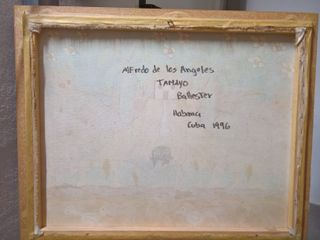 Alfredo de los Angeles
TAMAYO
Ballester
Habana
Cuba 1996